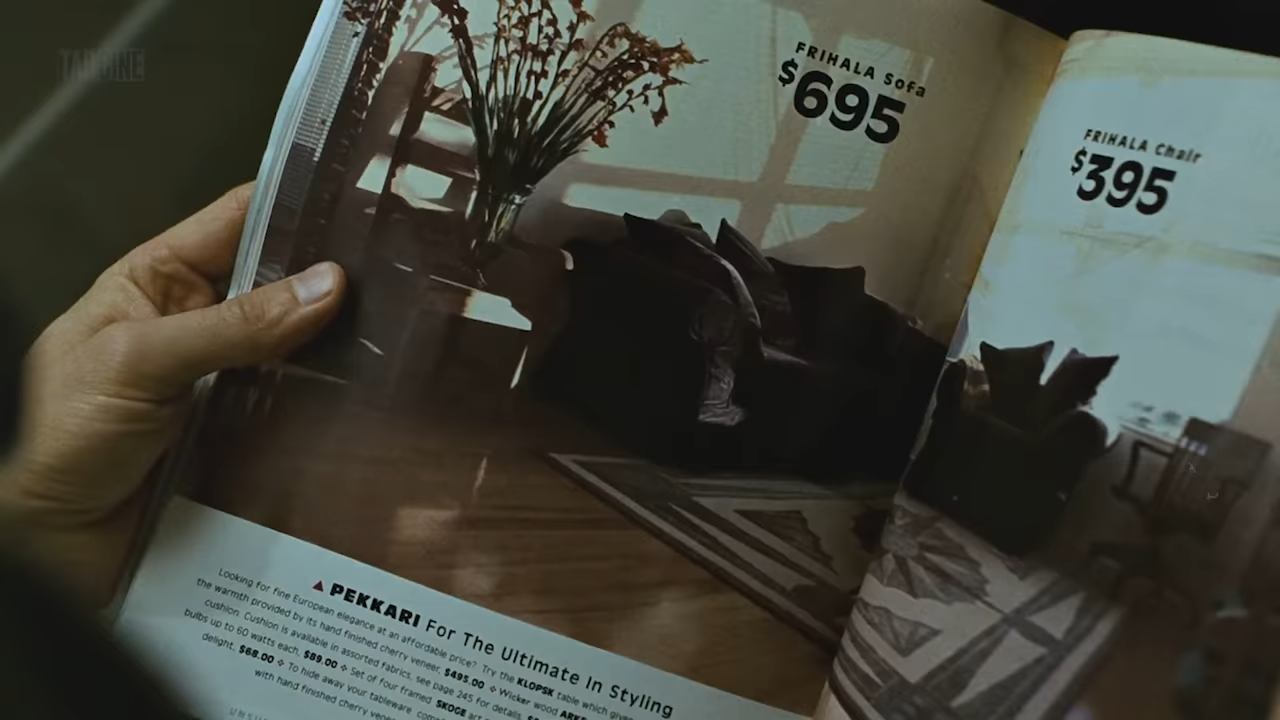 FRIHALA Sofa
$695
FRIHALA Chair
$395
PEKKARI For The Ultimate In Styling
Looking for fine European elegance at an affordable price? Try the KLOPSK table which gives
the warmth provided by its hand finished cherry veneer, $495.00 ✧ Wicker wood
cushion. Cushion is available in assorted fabrics, see page 245 for details.
bulbs up to 60 watts each, $89.00 ✧ Set of four framed SKOGE art
delight, $68.00 ✧ To hide away your tableware,
with hand finished cherry